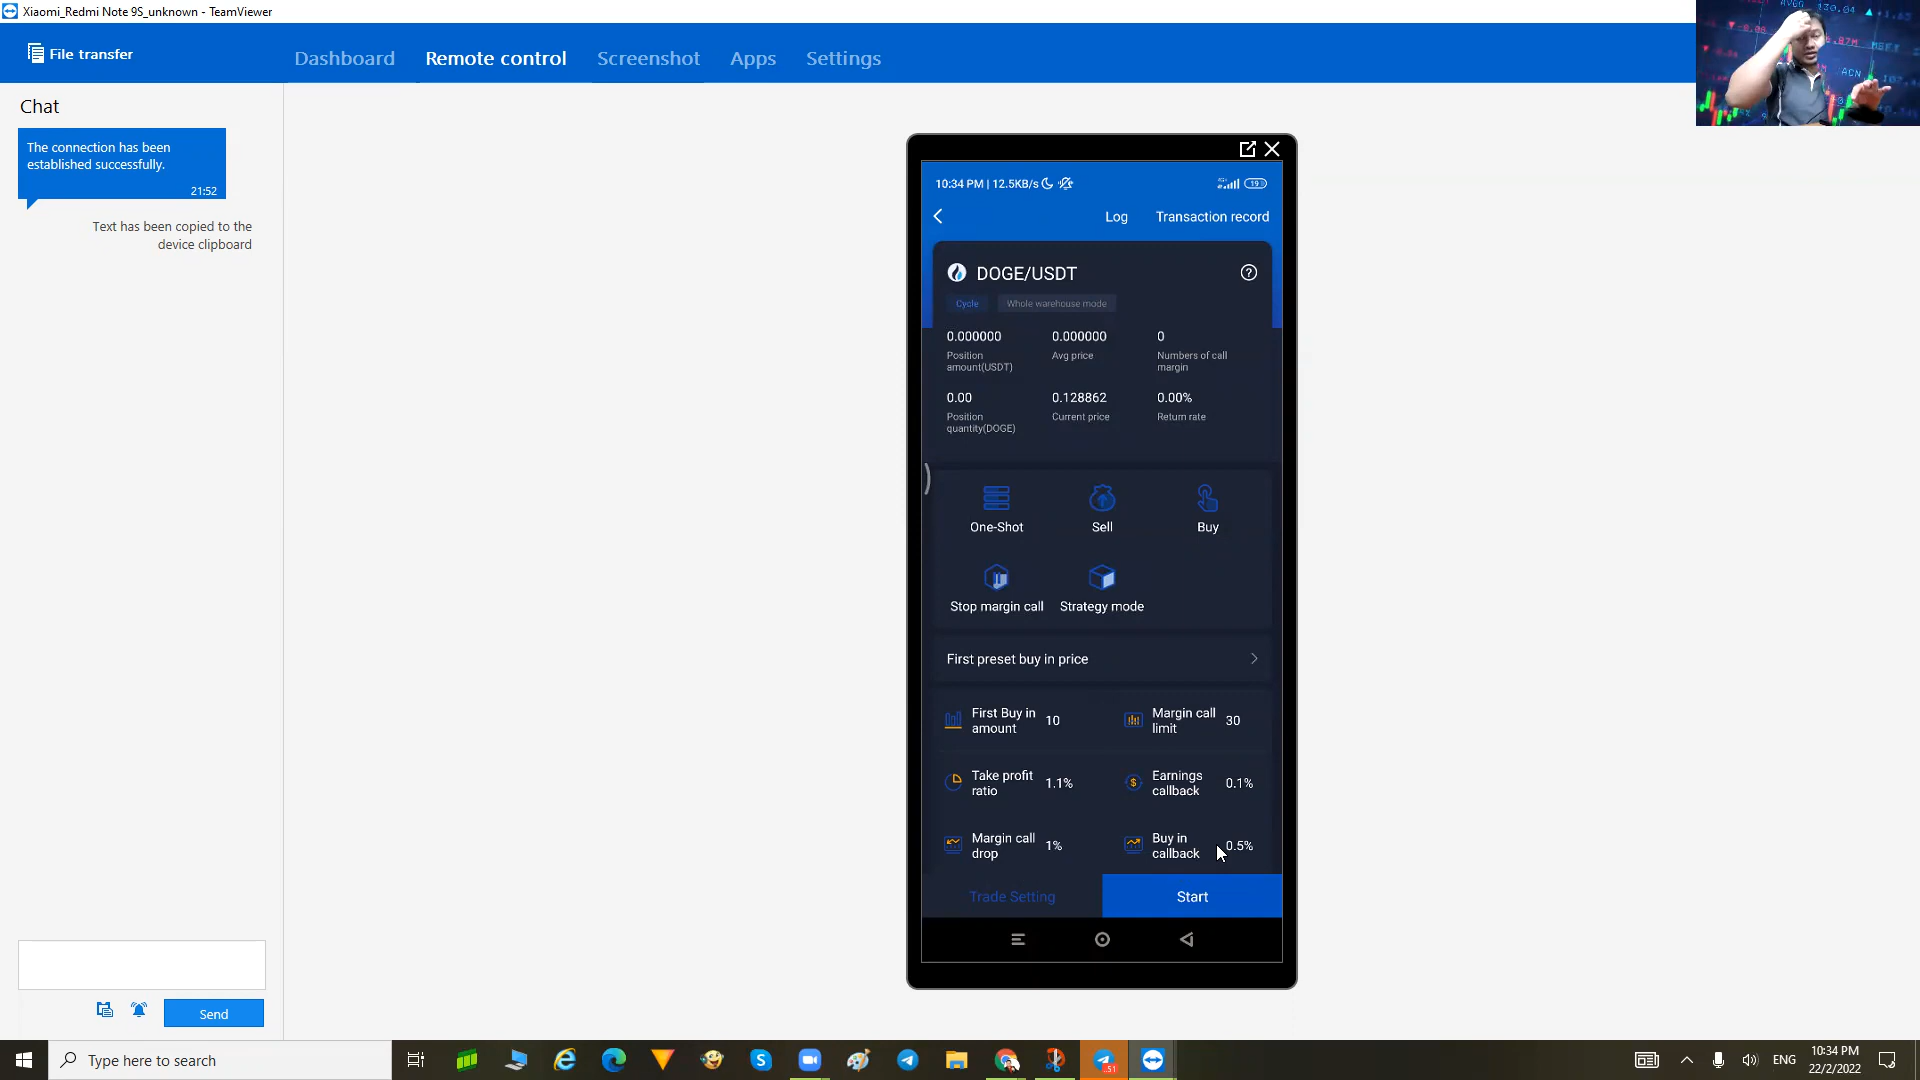 Xiaomi_Redmi Note 9S_unknown - TeamViewer
File transfer
Dashboard
Remote control
Screenshot
Apps
Settings
Chat
The connection has been
established successfully.
21:52
Text has been copied to the
device clipboard
Send
10:34 PM | 12.5KB/s
19
Log
Transaction record
DOGE/USDT
Cycle
Whole warehouse mode
0.000000
0.000000
0
Position
amount(USDT)
Avg price
Numbers of call
margin
0.00
0.128862
0.00%
Position
quantity(DOGE)
Current price
Return rate
One-Shot
Sell
Buy
Stop margin call
Strategy mode
First preset buy in price
First Buy in
amount
10
Margin call
limit
30
Take profit
ratio
1.1%
Earnings
callback
0.1%
Margin call
drop
1%
Buy in
callback
0.5%
Trade Setting
Start
130.04
ACN
Type here to search
51
ENG
10:34 PM
22/2/2022